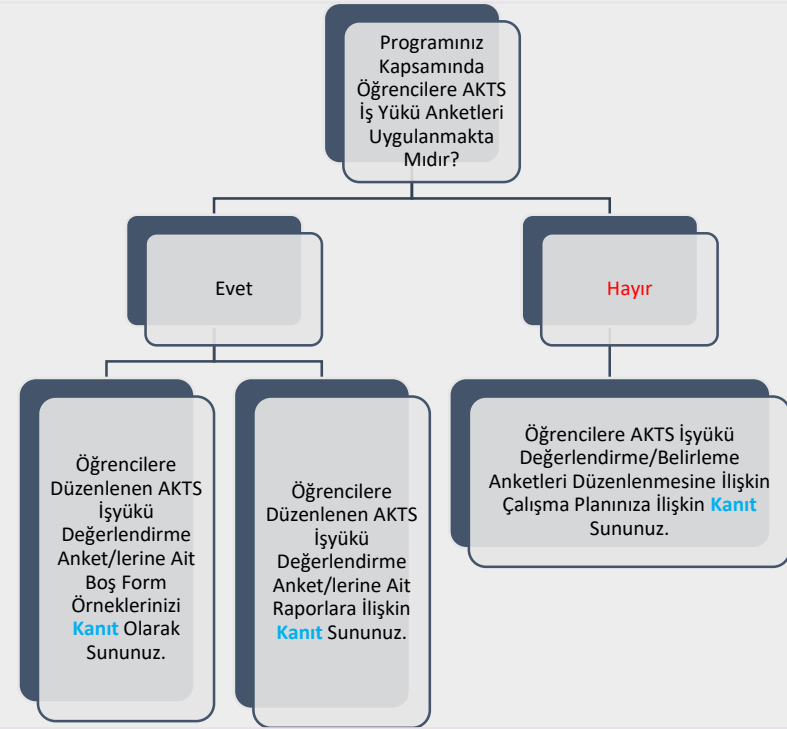 Programınız
Kapsamında
Öğrencilere AKTS
İş Yükü Anketleri
Uygulanmakta
Mıdır?
Evet
Hayır
Öğrencilere
Düzenlenen AKTS
İşyükü
Değerlendirme
Anket/lerine Ait
Boş Form
Örneklerinizi
Kanıt Olarak
Sununuz.
Öğrencilere
Düzenlenen AKTS
İşyükü
Değerlendirme
Anket/lerine Ait
Raporlara İlişkin
Kanıt Sununuz.
Öğrencilere AKTS İşyükü
Değerlendirme/Belirleme
Anketleri Düzenlenmesine İlişkin
Çalışma Planınıza İlişkin Kanıt
Sununuz.